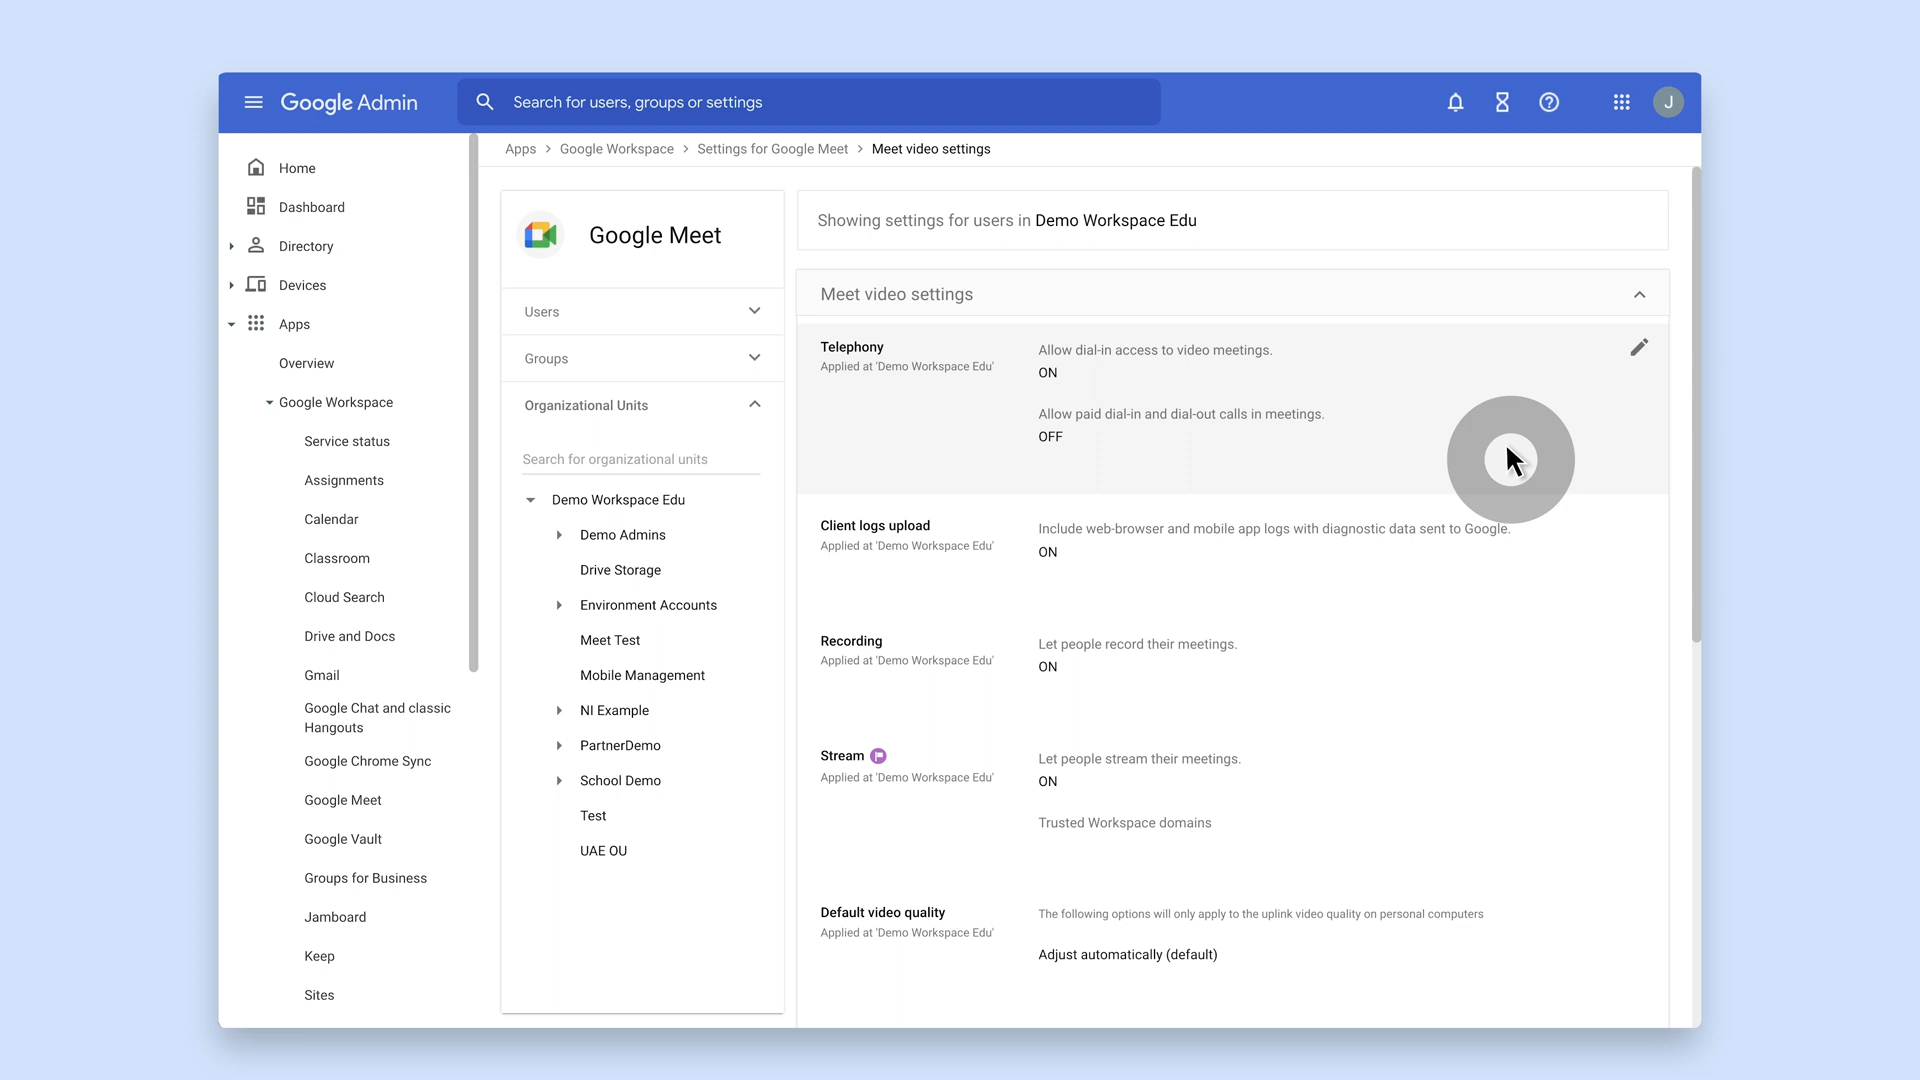 Google Admin
Search for users, groups or settings
J
Home
Dashboard
Directory
Devices
Apps
Overview
Google Workspace
Service status
Assignments
Calendar
Classroom
Cloud Search
Drive and Docs
Gmail
Google Chat and classic
Hangouts
Google Chrome Sync
Google Meet
Google Vault
Groups for Business
Jamboard
Keep
Sites
Apps > Google Workspace > Settings for Google Meet > Meet video settings
Google Meet
Users
Groups
Organizational Units
Search for organizational units
Demo Workspace Edu
Demo Admins
Drive Storage
Environment Accounts
Meet Test
Mobile Management
NI Example
PartnerDemo
School Demo
Test
UAE OU
Showing settings for users in Demo Workspace Edu
Meet video settings
Telephony
Applied at 'Demo Workspace Edu'
Allow dial-in access to video meetings.
ON
Allow paid dial-in and dial-out calls in meetings.
OFF
Client logs upload
Applied at 'Demo Workspace Edu'
Include web-browser and mobile app logs with diagnostic data sent to Google.
ON
Recording
Applied at 'Demo Workspace Edu'
Let people record their meetings.
ON
Stream
Applied at 'Demo Workspace Edu'
Let people stream their meetings.
ON
Trusted Workspace domains
Default video quality
Applied at 'Demo Workspace Edu'
The following options will only apply to the uplink video quality on personal computers
Adjust automatically (default)